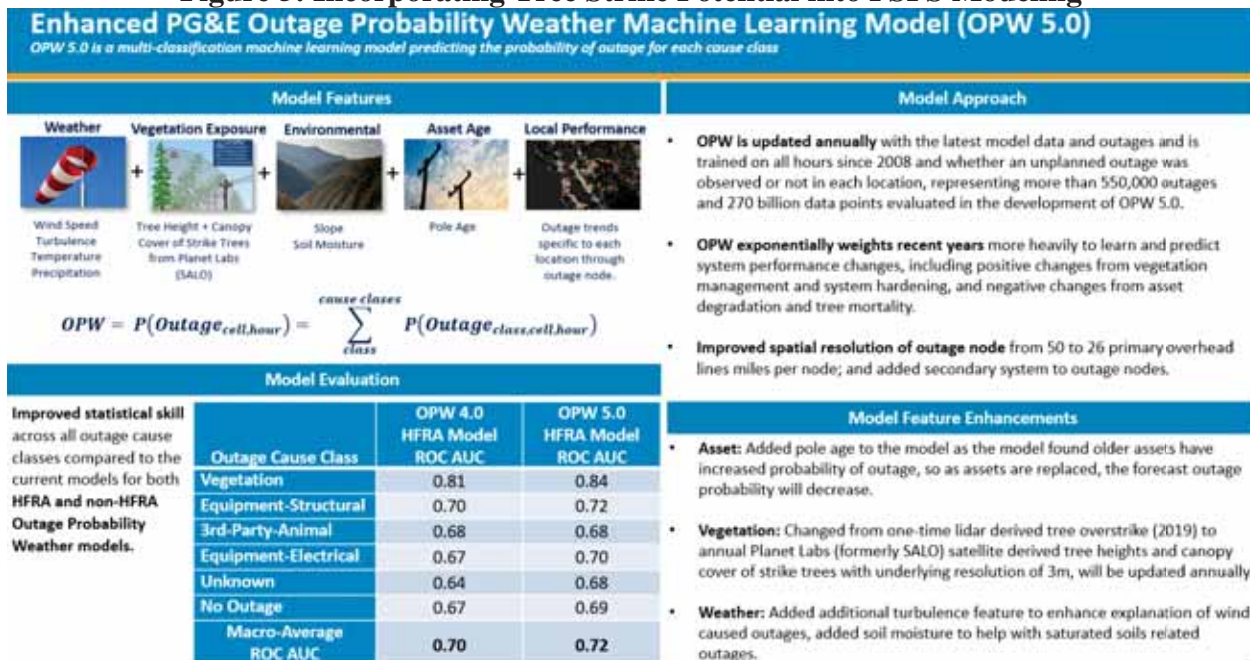 Figure 3: Incorporating Tree Strike Potential into PSPS Modeling
Enhanced PG&E Outage Probability Weather Machine Learning Model (OPW 5.0)
OPW 5.0 is a multi-classification machine learning model predicting the probability of outage for each cause class
Model Features
Weather
Vegetation Exposure
Environmental
Asset Age
Local Performance
+ + + +
Wind Speed
Turbulence
Temperature
Precipitation
Tree Height + Canopy
Cover of Strike Trees
from Planet Labs
(SALO)
Slope
Soil Moisture
Pole Age
Outage trends
specific to each
location through
outage node.
cause clases
OPW = P(Outage cell,hour) = ∑ P(Outage class,cell,hour)
class
Model Evaluation
Improved statistical skill
across all outage cause
classes compared to the
current models for both
HFRA and non-HFRA
Outage Probability
Weather models.
Outage Cause Class | OPW 4.0 HFRA Model ROC AUC | OPW 5.0 HFRA Model ROC AUC
Vegetation 0.81 0.84
Equipment-Structural 0.70 0.72
3rd-Party-Animal 0.68 0.68
Equipment-Electrical 0.67 0.70
Unknown 0.64 0.68
No Outage 0.67 0.69
Macro-Average ROC AUC 0.70 0.72
Model Approach
• OPW is updated annually with the latest model data and outages and is
trained on all hours since 2008 and whether an unplanned outage was
observed or not in each location, representing more than 550,000 outages
and 270 billion data points evaluated in the development of OPW 5.0.
• OPW exponentially weights recent years more heavily to learn and predict
system performance changes, including positive changes from vegetation
management and system hardening, and negative changes from asset
degradation and tree mortality.
• Improved spatial resolution of outage node from 50 to 26 primary overhead
lines miles per node; and added secondary system to outage nodes.
Model Feature Enhancements
• Asset: Added pole age to the model as the model found older assets have
increased probability of outage, so as assets are replaced, the forecast outage
probability will decrease.
• Vegetation: Changed from one-time lidar derived tree overstrike (2019) to
annual Planet Labs (formerly SALO) satellite derived tree heights and canopy
cover of strike trees with underlying resolution of 3m, will be updated annually
• Weather: Added additional turbulence feature to enhance explanation of wind
caused outages, added soil moisture to help with saturated soils related
outages.